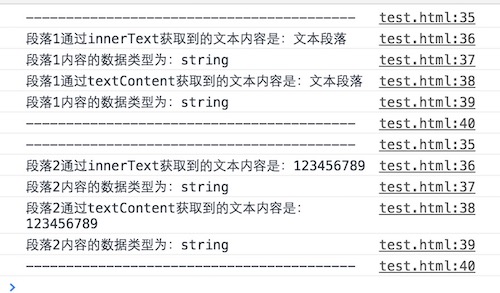 ----------------------------------------- test.html:35
段落1通过innerText获取到的文本内容是：文本段落 test.html:36
段落1内容的数据类型为：string test.html:37
段落1通过textContent获取到的文本内容是：文本段落 test.html:38
段落1内容的数据类型为：string test.html:39
----------------------------------------- test.html:40
----------------------------------------- test.html:35
段落2通过innerText获取到的文本内容是：123456789 test.html:36
段落2内容的数据类型为：string test.html:37
段落2通过textContent获取到的文本内容是： test.html:38
123456789
段落2内容的数据类型为：string test.html:39
----------------------------------------- test.html:40
>